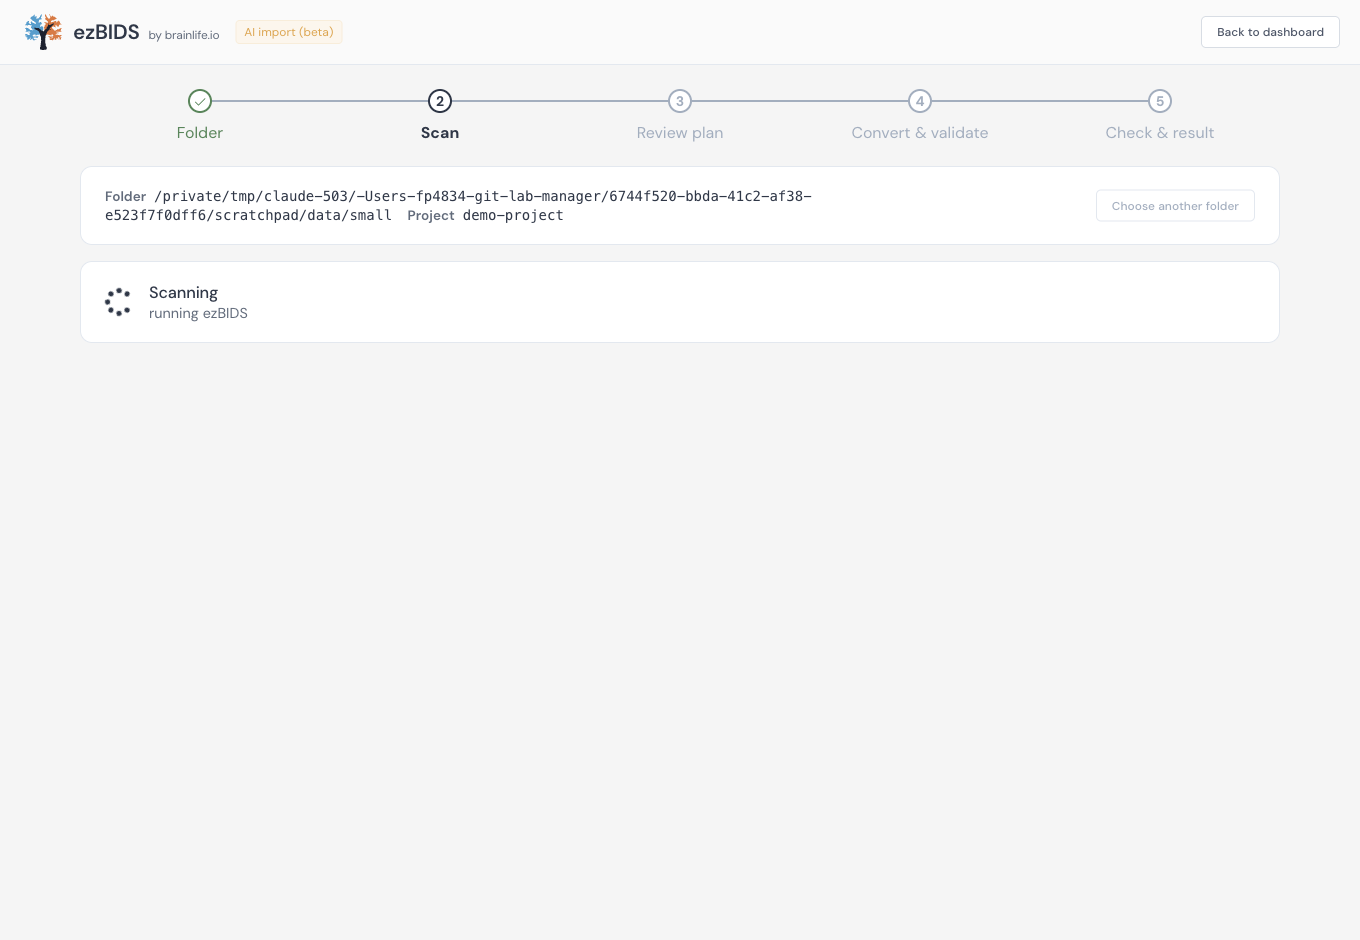 ezBIDS by brainlife.io AI import (beta) Back to dashboard
2 3 4 5
Folder Scan Review plan Convert & validate Check & result
Folder /private/tmp/claude-503/-Users-fp4834-git-lab-manager/6744f520-bbda-41c2-af38-
e523f7f0dff6/scratchpad/data/small Project demo-project
Choose another folder
Scanning
running ezBIDS